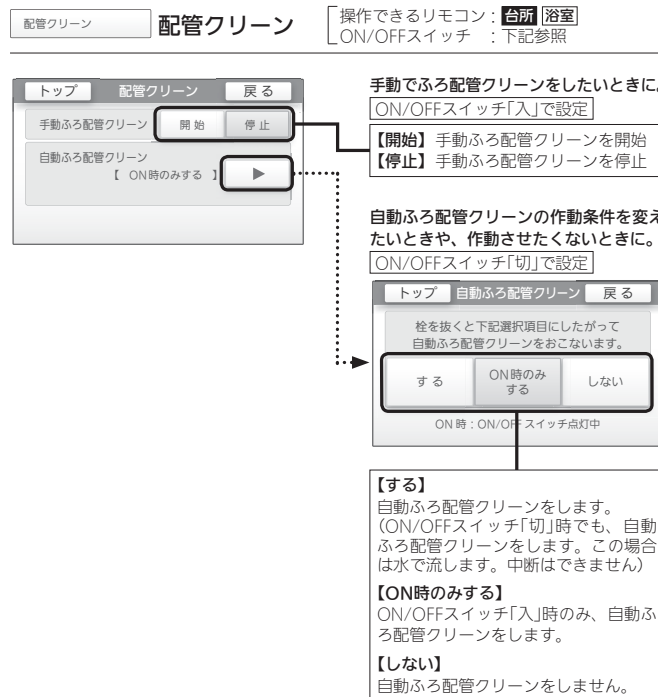 配管クリーン
配管クリーン
操作できるリモコン：台所 浴室
ON/OFFスイッチ ：下記参照
トップ 配管クリーン 戻る
手動ふろ配管クリーン 開始 停止
自動ふろ配管クリーン
【 ON時のみする 】 ▶
手動でふろ配管クリーンをしたいときに。
ON/OFFスイッチ「入」で設定
【開始】手動ふろ配管クリーンを開始
【停止】手動ふろ配管クリーンを停止
自動ふろ配管クリーンの作動条件を変え
たいときや、作動させたくないときに。
ON/OFFスイッチ「切」で設定
トップ 自動ふろ配管クリーン 戻る
栓を抜くと下記選択項目にしたがって
自動ふろ配管クリーンをおこないます。
する ON時のみ しない
する
ON時：ON/OFF スイッチ点灯中
【する】
自動ふろ配管クリーンをします。
（ON/OFFスイッチ「切」時でも、自動
ふろ配管クリーンをします。この場合
は水で流します。中断はできません）
【ON時のみする】
ON/OFFスイッチ「入」時のみ、自動ふ
ろ配管クリーンをします。
【しない】
自動ふろ配管クリーンをしません。